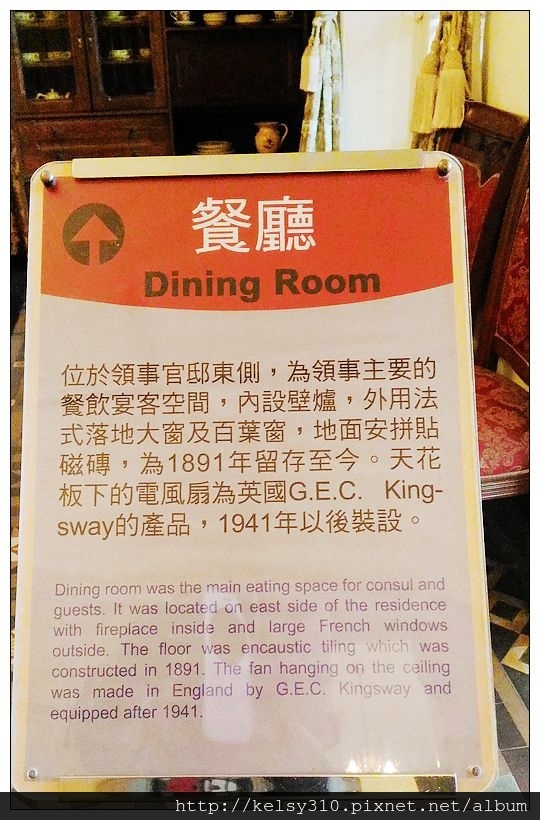 餐廳
Dining Room
位於領事官邸東側，為領事主要的
餐飲宴客空間，內設壁爐，外用法
式落地大窗及百葉窗，地面安拼貼
磁磚，為1891年留存至今。天花
板下的電風扇為英國G.E.C. King-
sway的產品，1941年以後裝設。
Dining room was the main eating space for consul and
guests. It was located on east side of the residence
with fireplace inside and large French windows
outside. The floor was encaustic tiling which was
constructed in 1891. The fan hanging on the ceiling
was made in England by G.E.C. Kingsway and
equipped after 1941.
http://kelsy310.pixnet.net/album